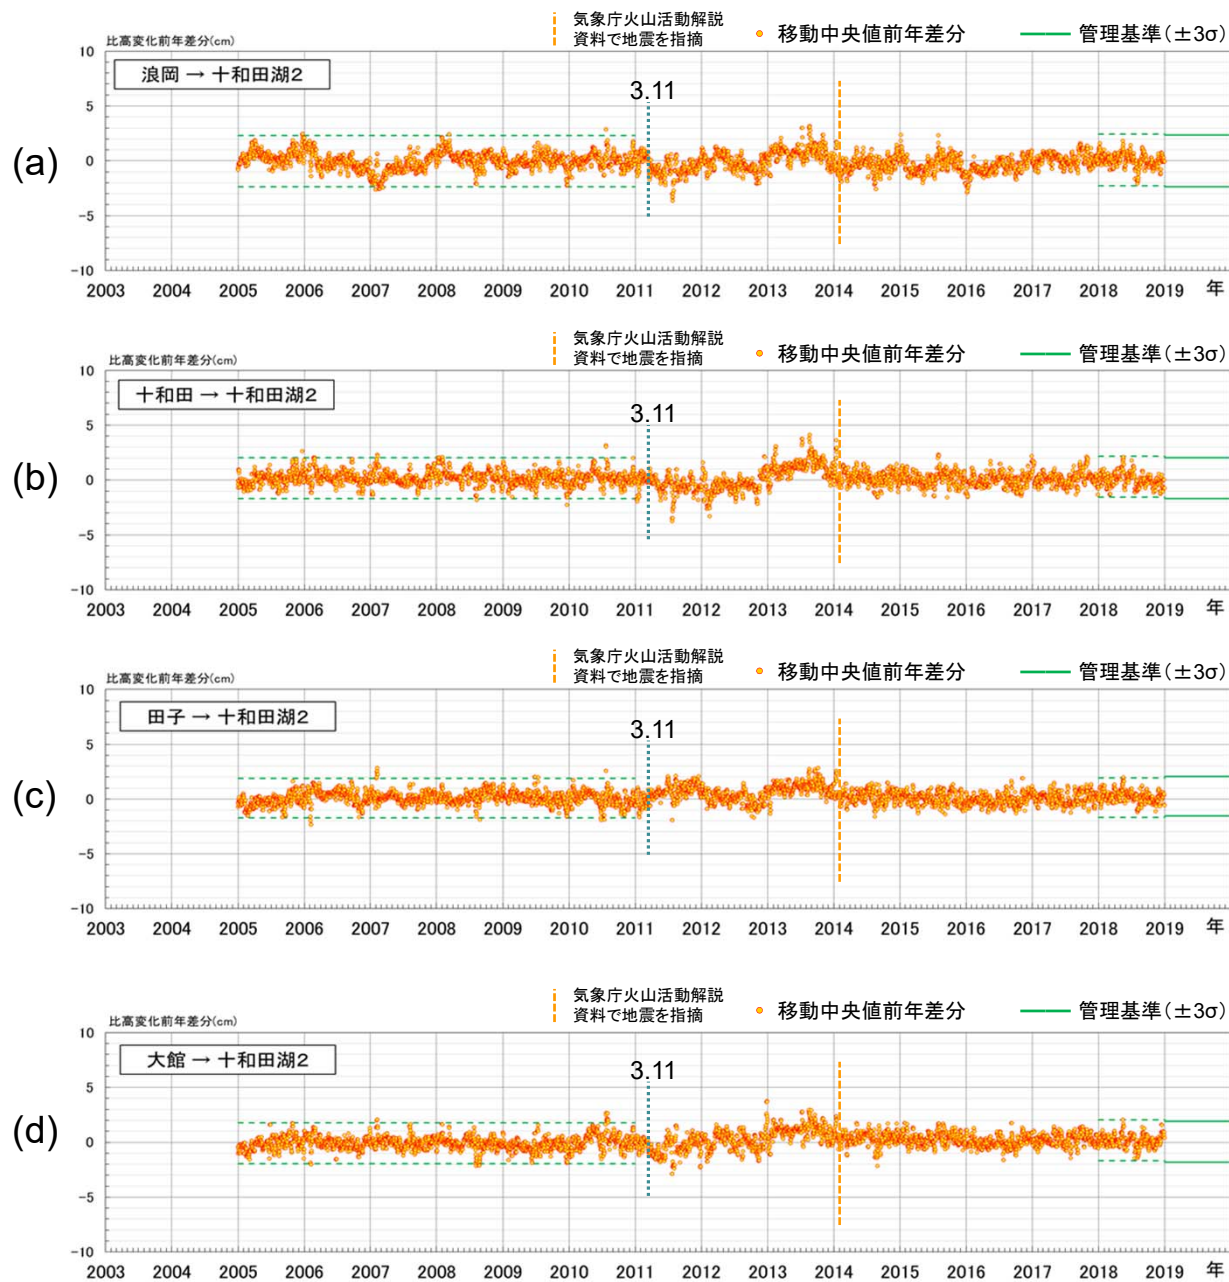 気象庁火山活動解説
資料で地震を指摘
移動中央値前年差分
管理基準(±3σ)
比高変化前年差分(cm)
浪岡 → 十和田湖2
3.11
(a)
10
5
0
-5
-10
2003 2004 2005 2006 2007 2008 2009 2010 2011 2012 2013 2014 2015 2016 2017 2018 2019 年
気象庁火山活動解説
資料で地震を指摘
移動中央値前年差分
管理基準(±3σ)
比高変化前年差分(cm)
十和田 → 十和田湖2
3.11
(b)
10
5
0
-5
-10
2003 2004 2005 2006 2007 2008 2009 2010 2011 2012 2013 2014 2015 2016 2017 2018 2019 年
気象庁火山活動解説
資料で地震を指摘
移動中央値前年差分
管理基準(±3σ)
比高変化前年差分(cm)
田子 → 十和田湖2
3.11
(c)
10
5
0
-5
-10
2003 2004 2005 2006 2007 2008 2009 2010 2011 2012 2013 2014 2015 2016 2017 2018 2019 年
気象庁火山活動解説
資料で地震を指摘
移動中央値前年差分
管理基準(±3σ)
比高変化前年差分(cm)
大館 → 十和田湖2
3.11
(d)
10
5
0
-5
-10
2003 2004 2005 2006 2007 2008 2009 2010 2011 2012 2013 2014 2015 2016 2017 2018 2019 年